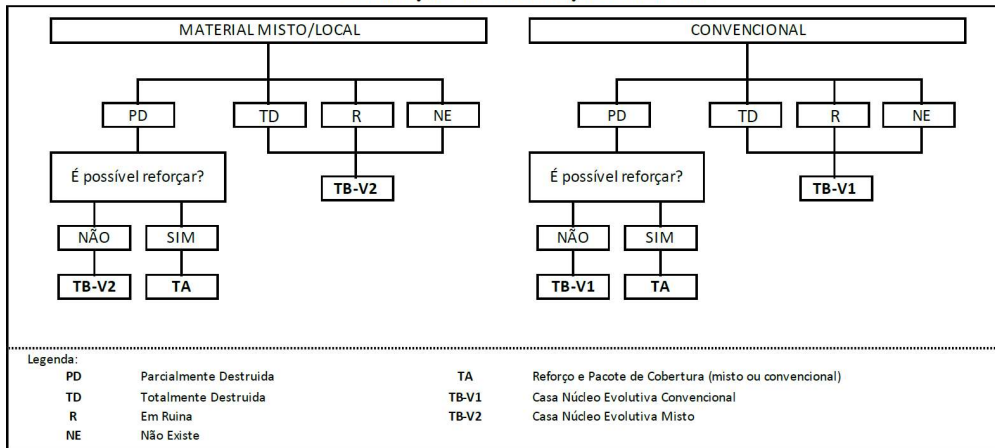 MATERIAL MISTO/LOCAL
PD
TD
R
NE
É possível reforçar?
TB-V2
NÃO
SIM
TB-V2
TA
CONVENCIONAL
PD
TD
R
NE
É possível reforçar?
TB-V1
NÃO
SIM
TB-V1
TA
Legenda:
PD Parcialmente Destruida
TD Totalmente Destruida
R Em Ruina
NE Não Existe
TA Reforço e Pacote de Cobertura (misto ou convencional)
TB-V1 Casa Núcleo Evolutiva Convencional
TB-V2 Casa Núcleo Evolutiva Misto